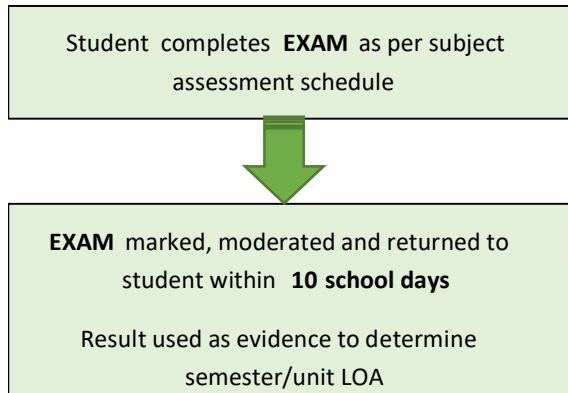 Student completes EXAM as per subject
assessment schedule
EXAM marked, moderated and returned to
student within 10 school days
Result used as evidence to determine
semester/unit LOA